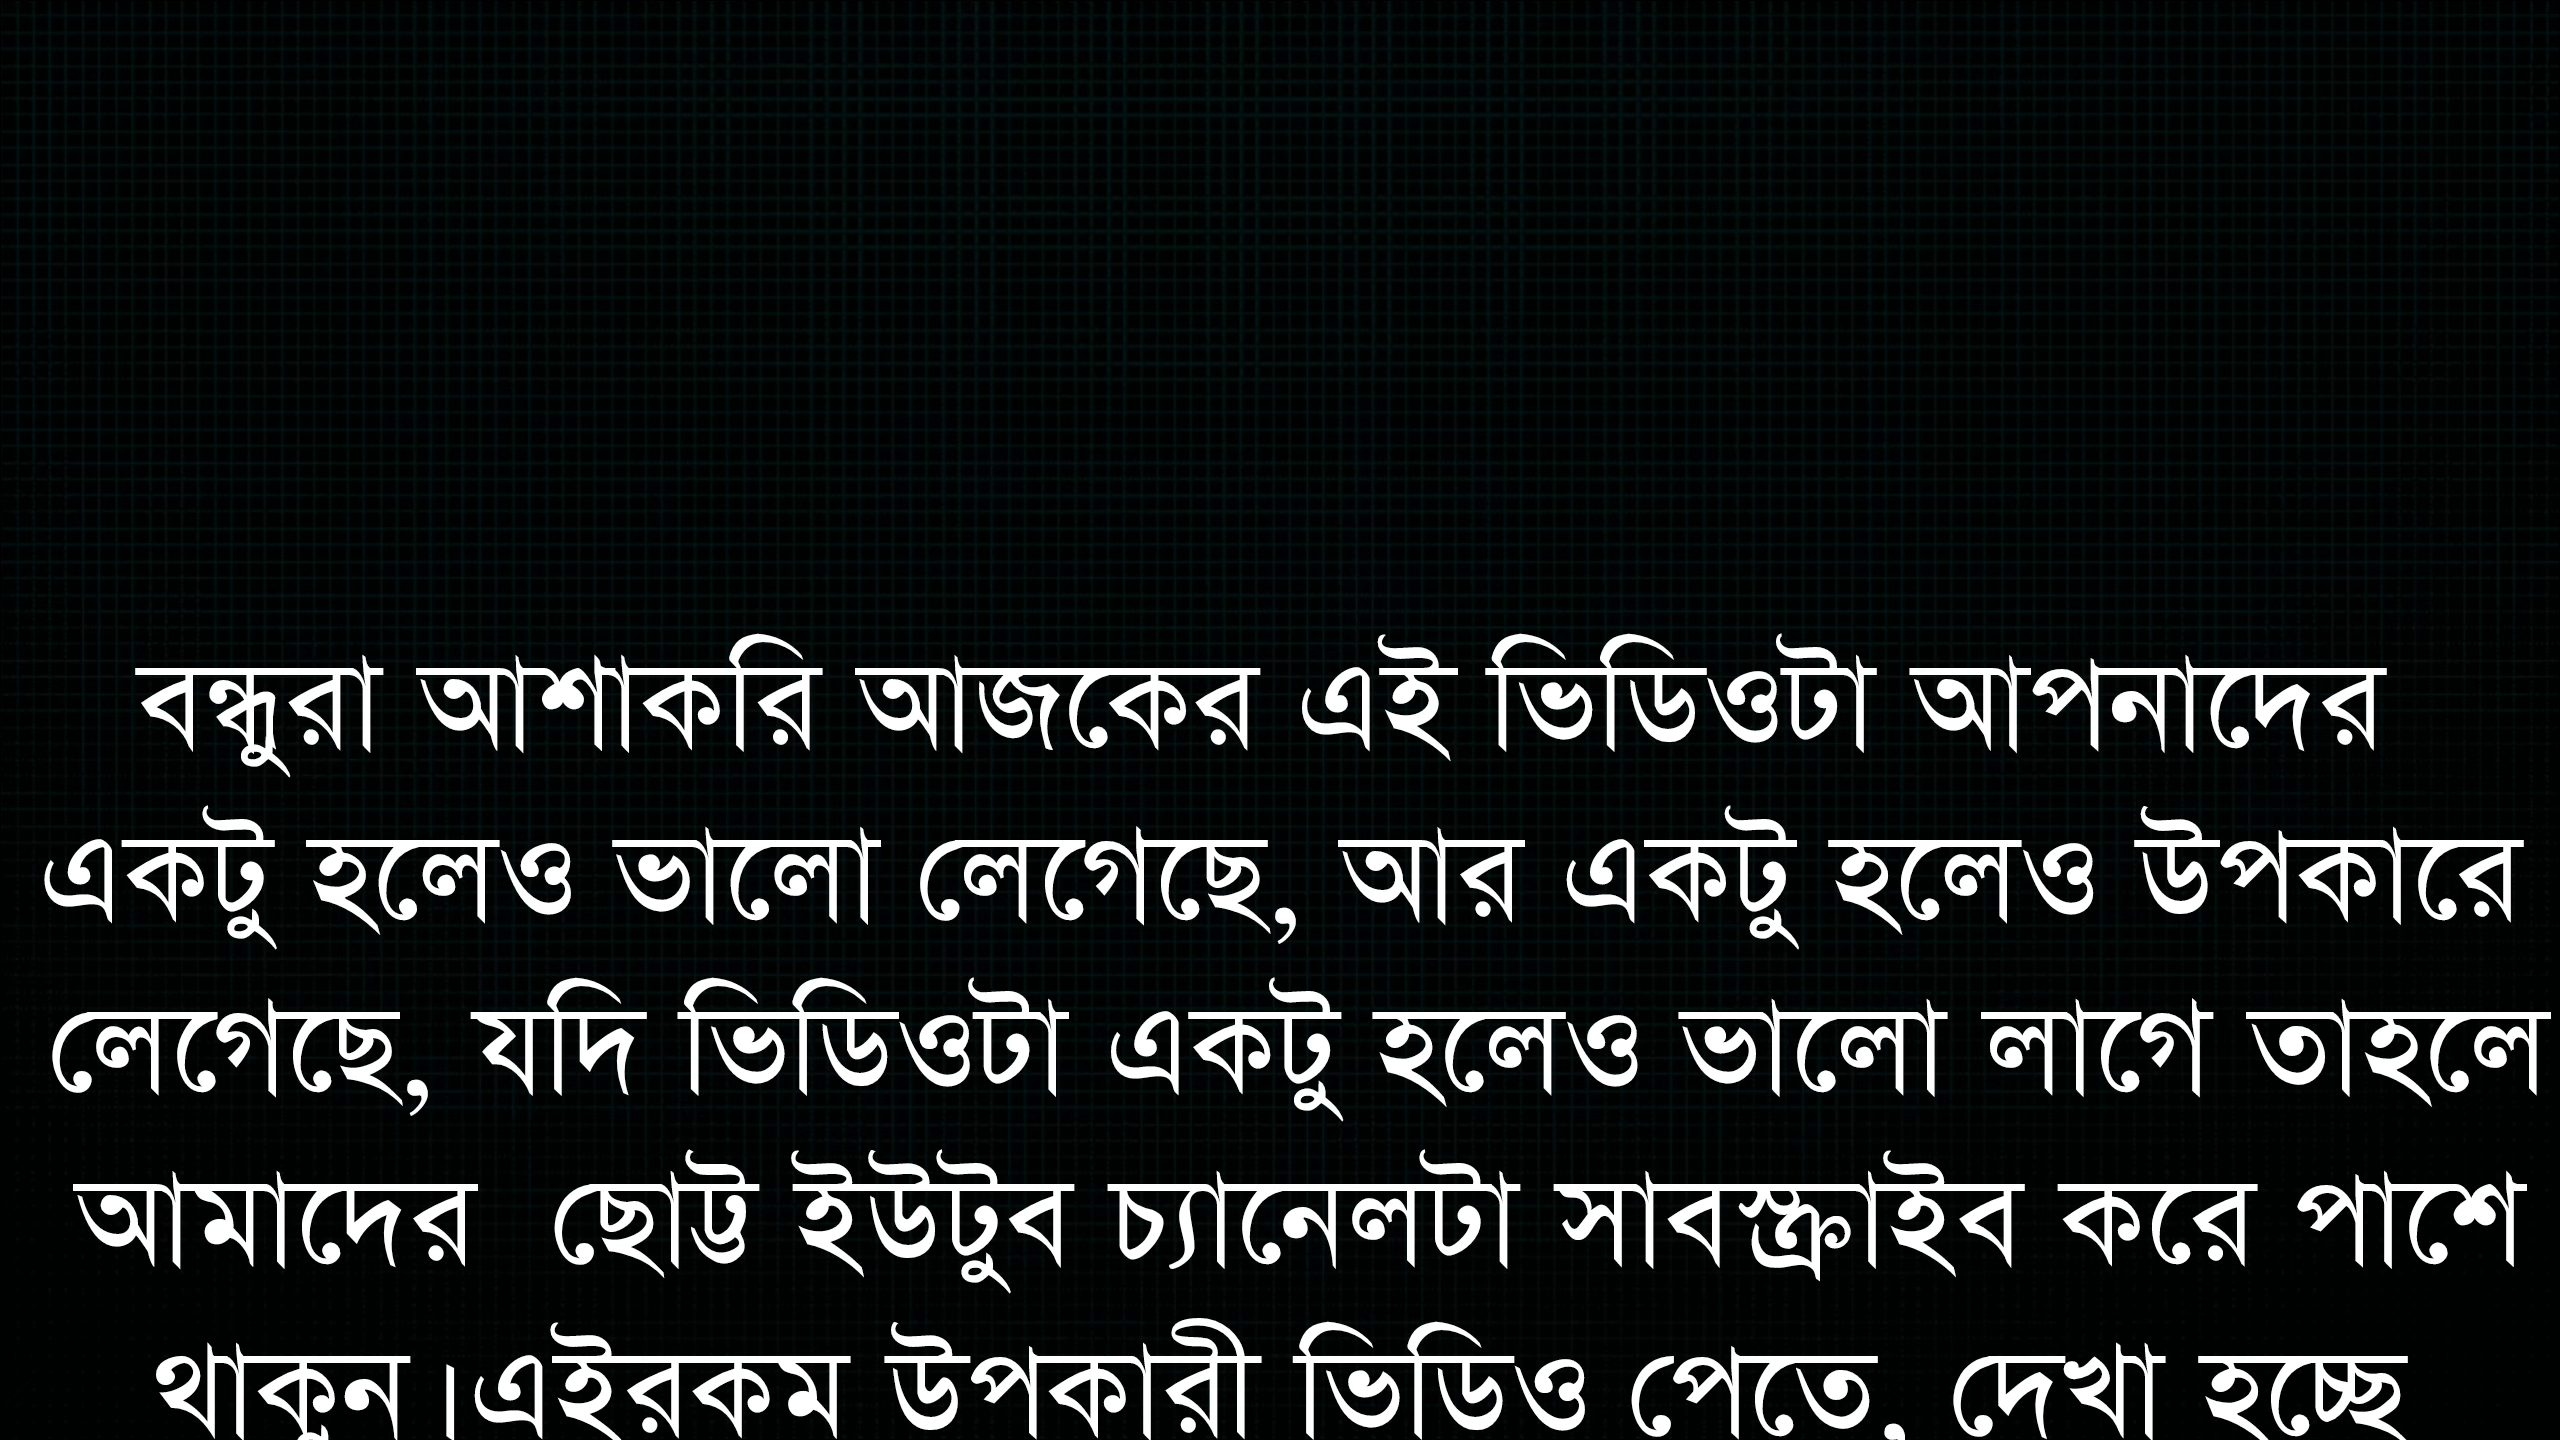 বন্ধুরা আশাকরি আজকের এই ভিডিওটা আপনাদের
একটু হলেও ভালো লেগেছে, আর একটু হলেও উপকারে
লেগেছে, যদি ভিডিওটা একটু হলেও ভালো লাগে তাহলে
আমাদের  ছোট্ট ইউটুব চ্যানেলটা সাবস্ক্রাইব করে পাশে
থাকুন।এইরকম উপকারী ভিডিও পেতে, দেখা হচ্ছে